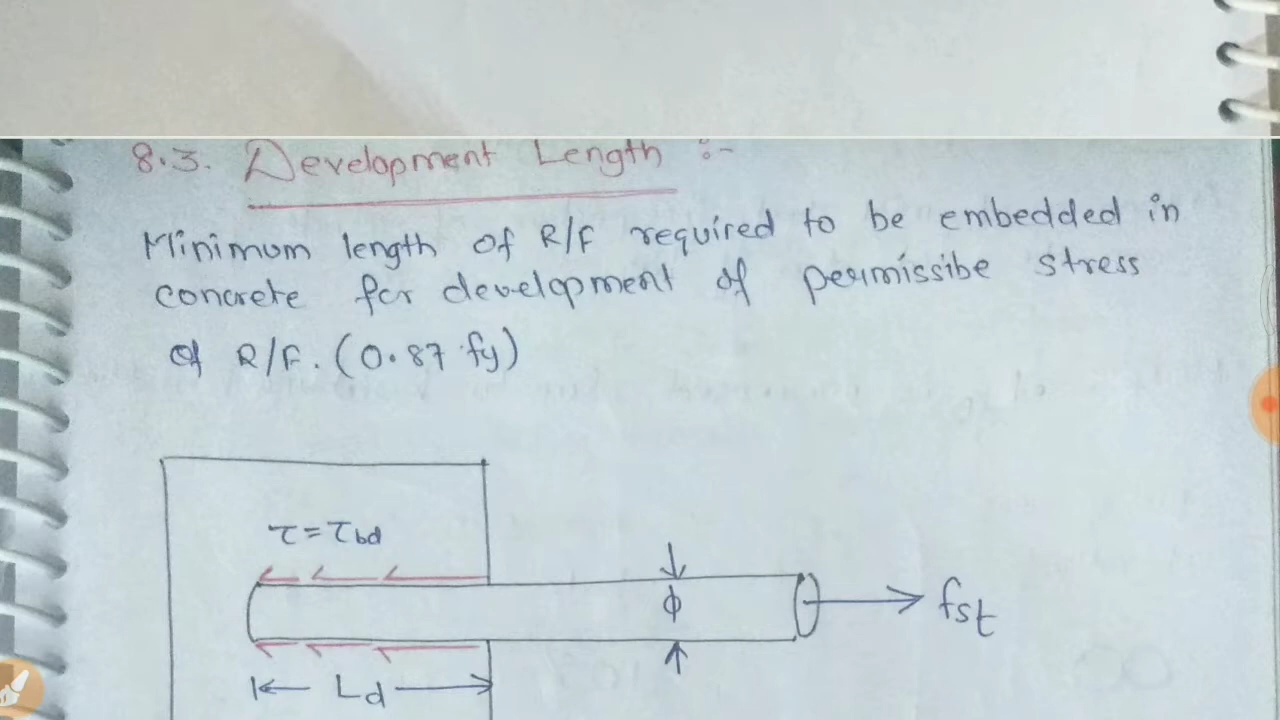 8.3. Development Length :-
Minimum length of R/F required to be embedded in
concrete for development of permissibe stress
of R/F. (0.87 fy)
τ = τbd
ϕ
fst
Ld